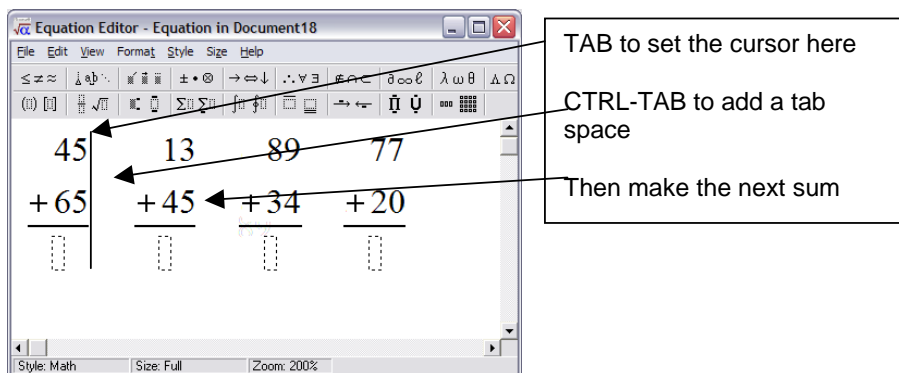 Equation Editor - Equation in Document18
File Edit View Format Style Size Help
≤ ≠ ≈ ± • ⊗ → ⇔ ↓ ∴ ∀ ∃ ∉ ∩ ⊂ ∂ ∞ ℓ λ ω θ Λ Ω
45 13 89 77
+ 65 + 45 + 34 + 20
Style: Math Size: Full Zoom: 200%
TAB to set the cursor here
CTRL-TAB to add a tab
space
Then make the next sum